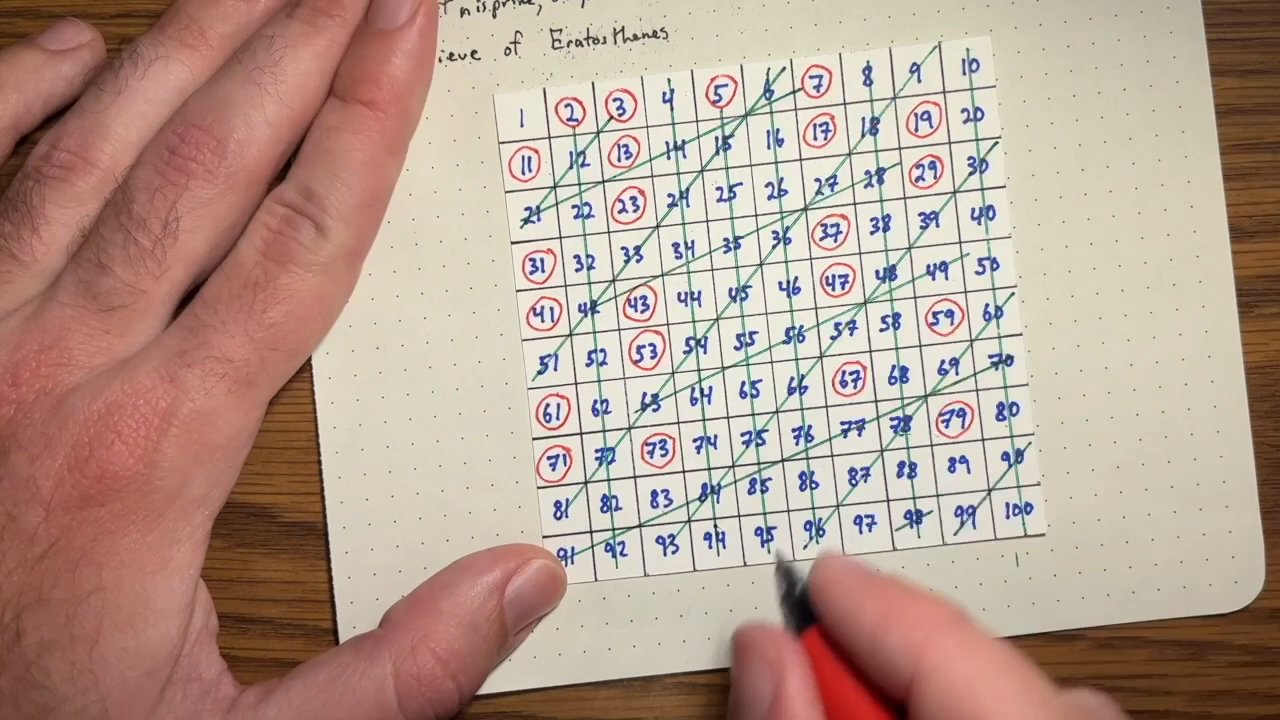 n is prime,
ieve of Eratosthenes
1 2 3 4 5 6 7 8 9 10
11 12 13 14 15 16 17 18 19 20
21 22 23 24 25 26 27 28 29 30
31 32 33 34 35 36 37 38 39 40
41 42 43 44 45 46 47 48 49 50
51 52 53 54 55 56 57 58 59 60
61 62 63 64 65 66 67 68 69 70
71 72 73 74 75 76 77 78 79 80
81 82 83 84 85 86 87 88 89 90
91 92 93 94 95 96 97 98 99 100